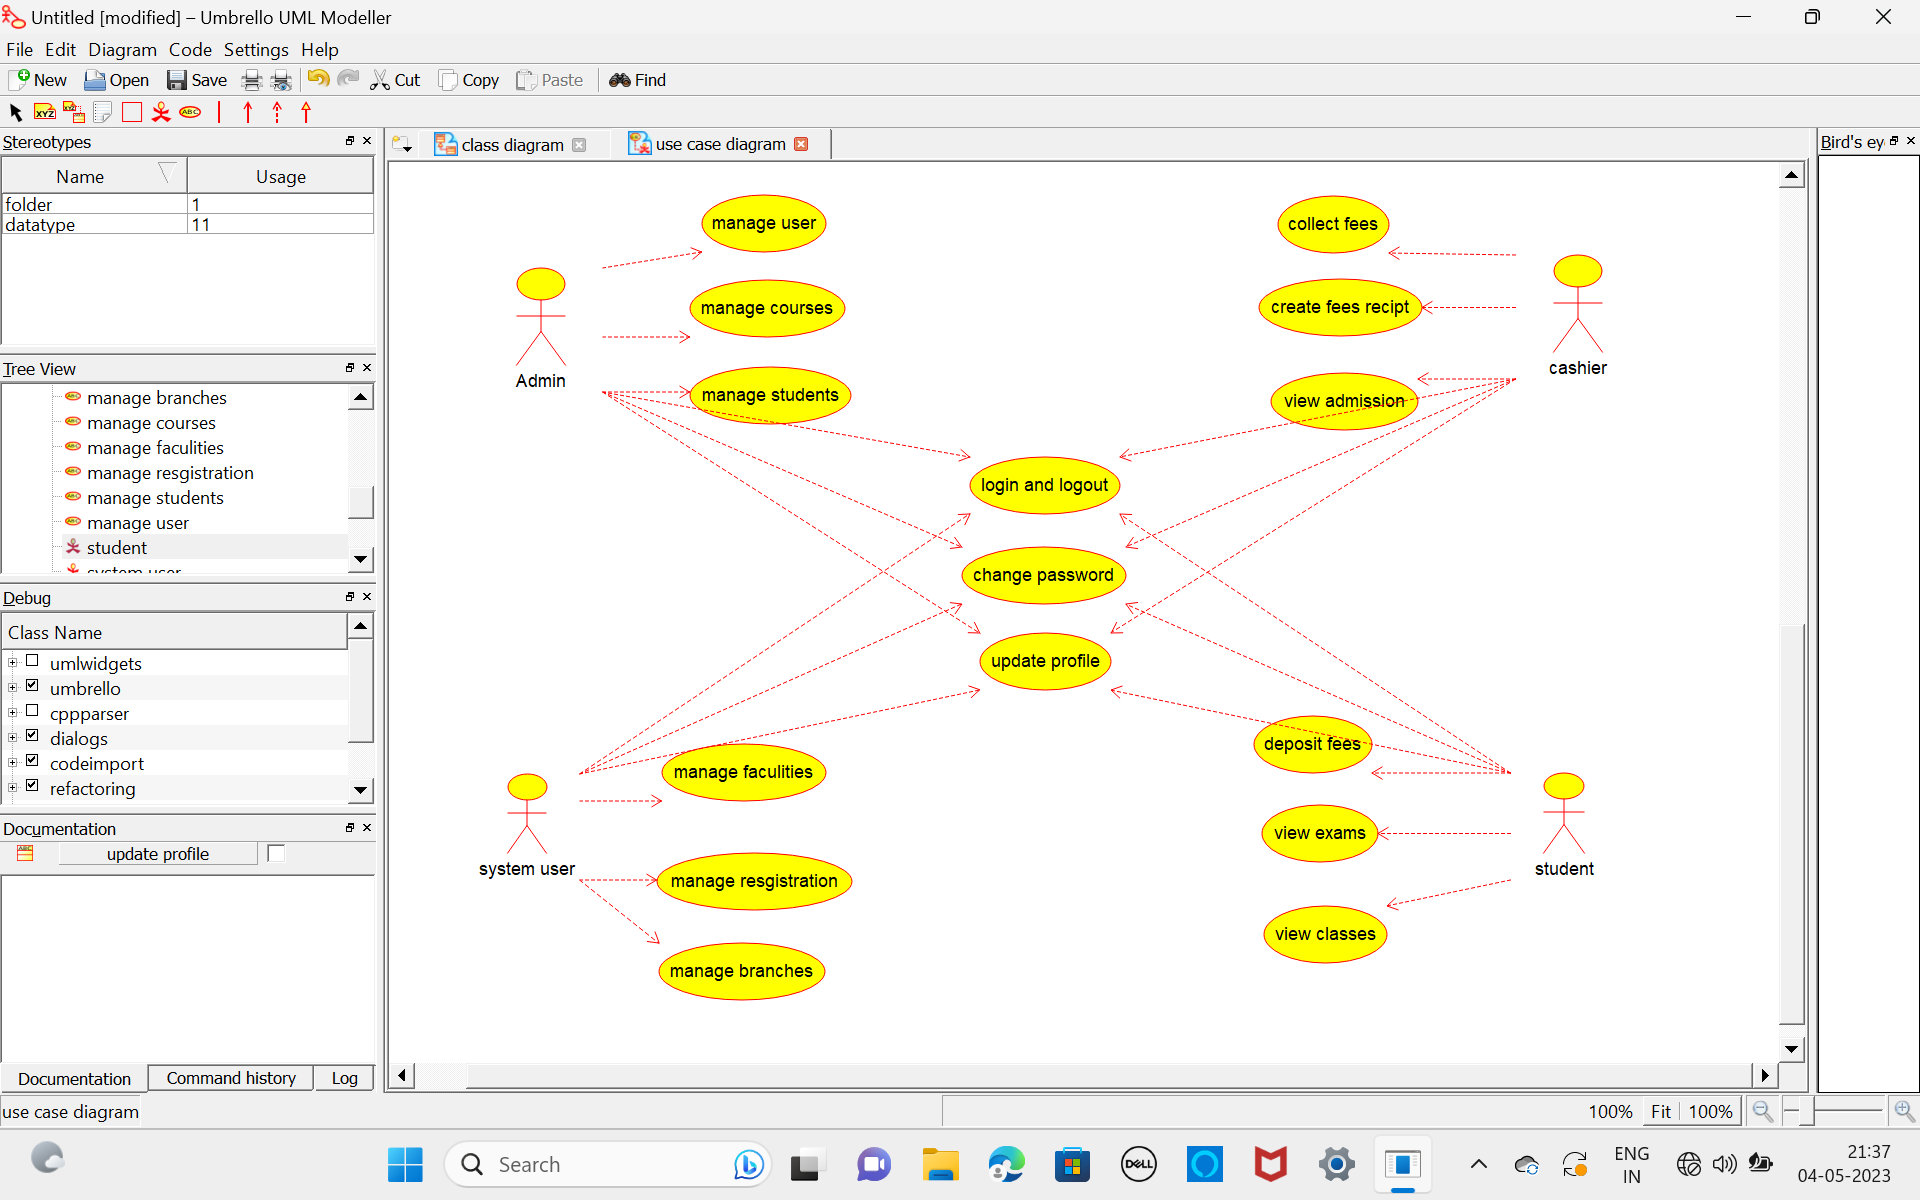 Untitled [modified] – Umbrello UML Modeller
File Edit Diagram Code Settings Help
New Open Save Cut Copy Paste Find
XYZ XYZ ABC
Stereotypes
Name Usage
folder 1
datatype 11
Tree View
manage branches
manage courses
manage faculities
manage resgistration
manage students
manage user
student
system user
Debug
Class Name
umlwidgets
umbrello
cppparser
dialogs
codeimport
refactoring
Documentation
update profile
Documentation Command history Log
use case diagram
class diagram use case diagram
Bird's ey
manage user
collect fees
manage courses
create fees recipt
Admin
cashier
manage students
view admission
login and logout
change password
update profile
deposit fees
manage faculities
view exams
system user
student
manage resgistration
view classes
manage branches
100% Fit 100%
Search
DELL
ENG
IN
21:37
04-05-2023